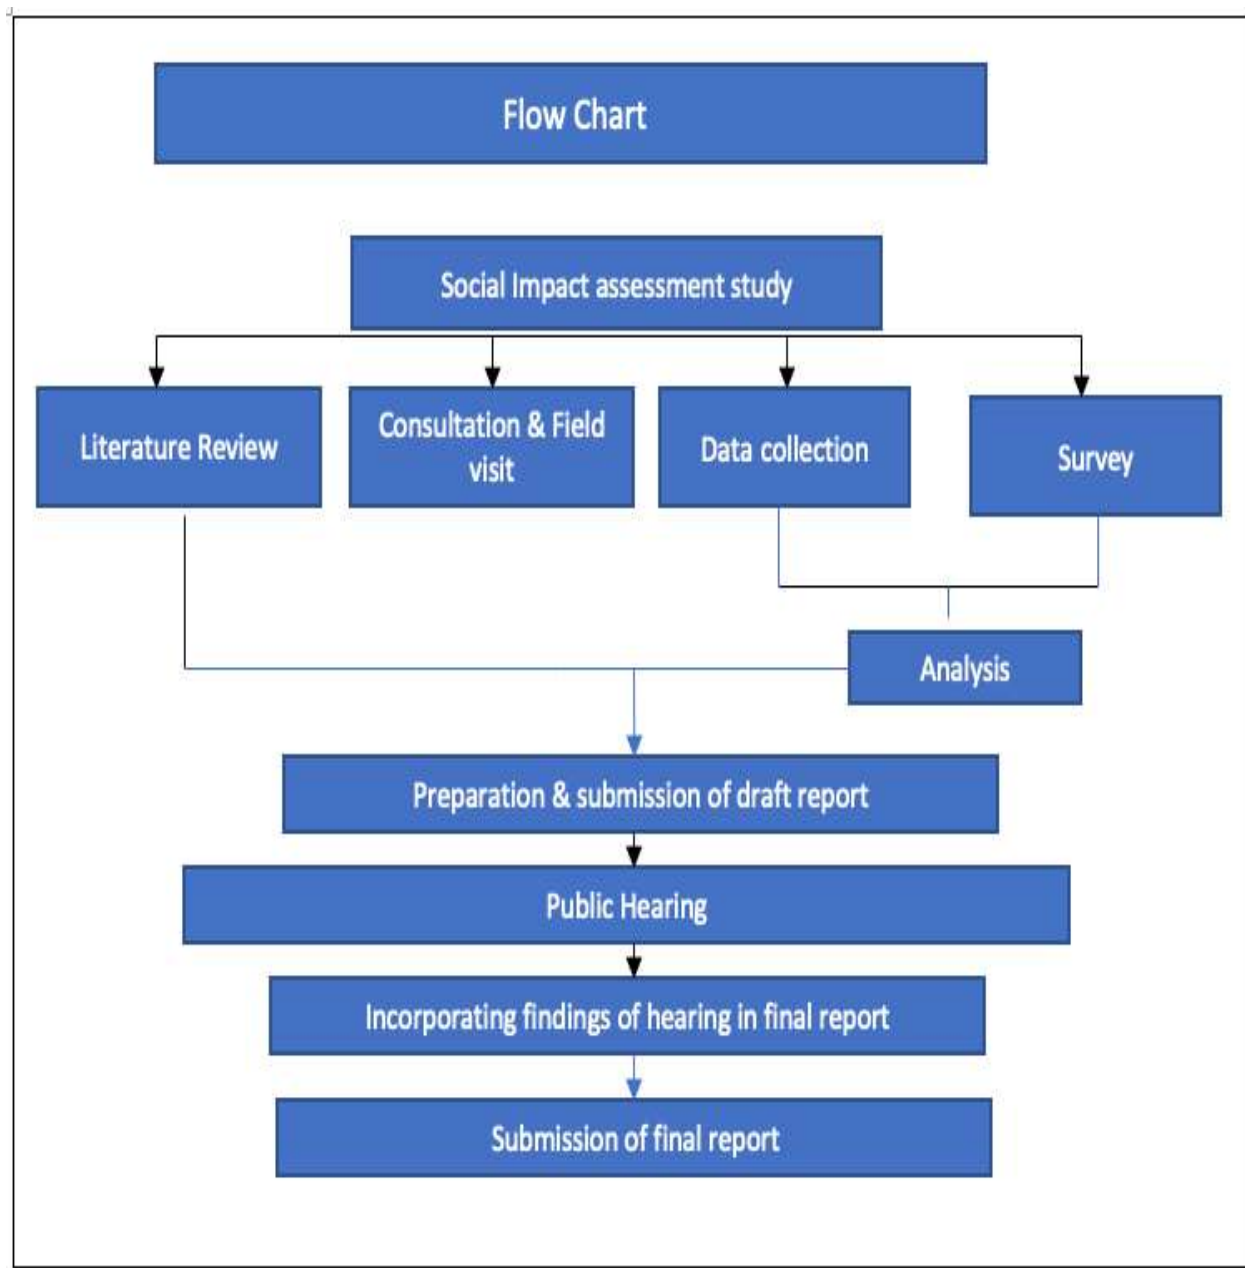 Flow Chart
Social Impact assessment study
Literature Review
Consultation & Field
visit
Data collection
Survey
Analysis
Preparation & submission of draft report
Public Hearing
Incorporating findings of hearing in final report
Submission of final report